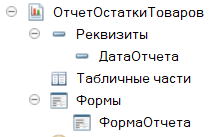 ОтчетОстаткиТоваров
Реквизиты
ДатаОтчета
Табличные части
Формы
ФормаОтчета